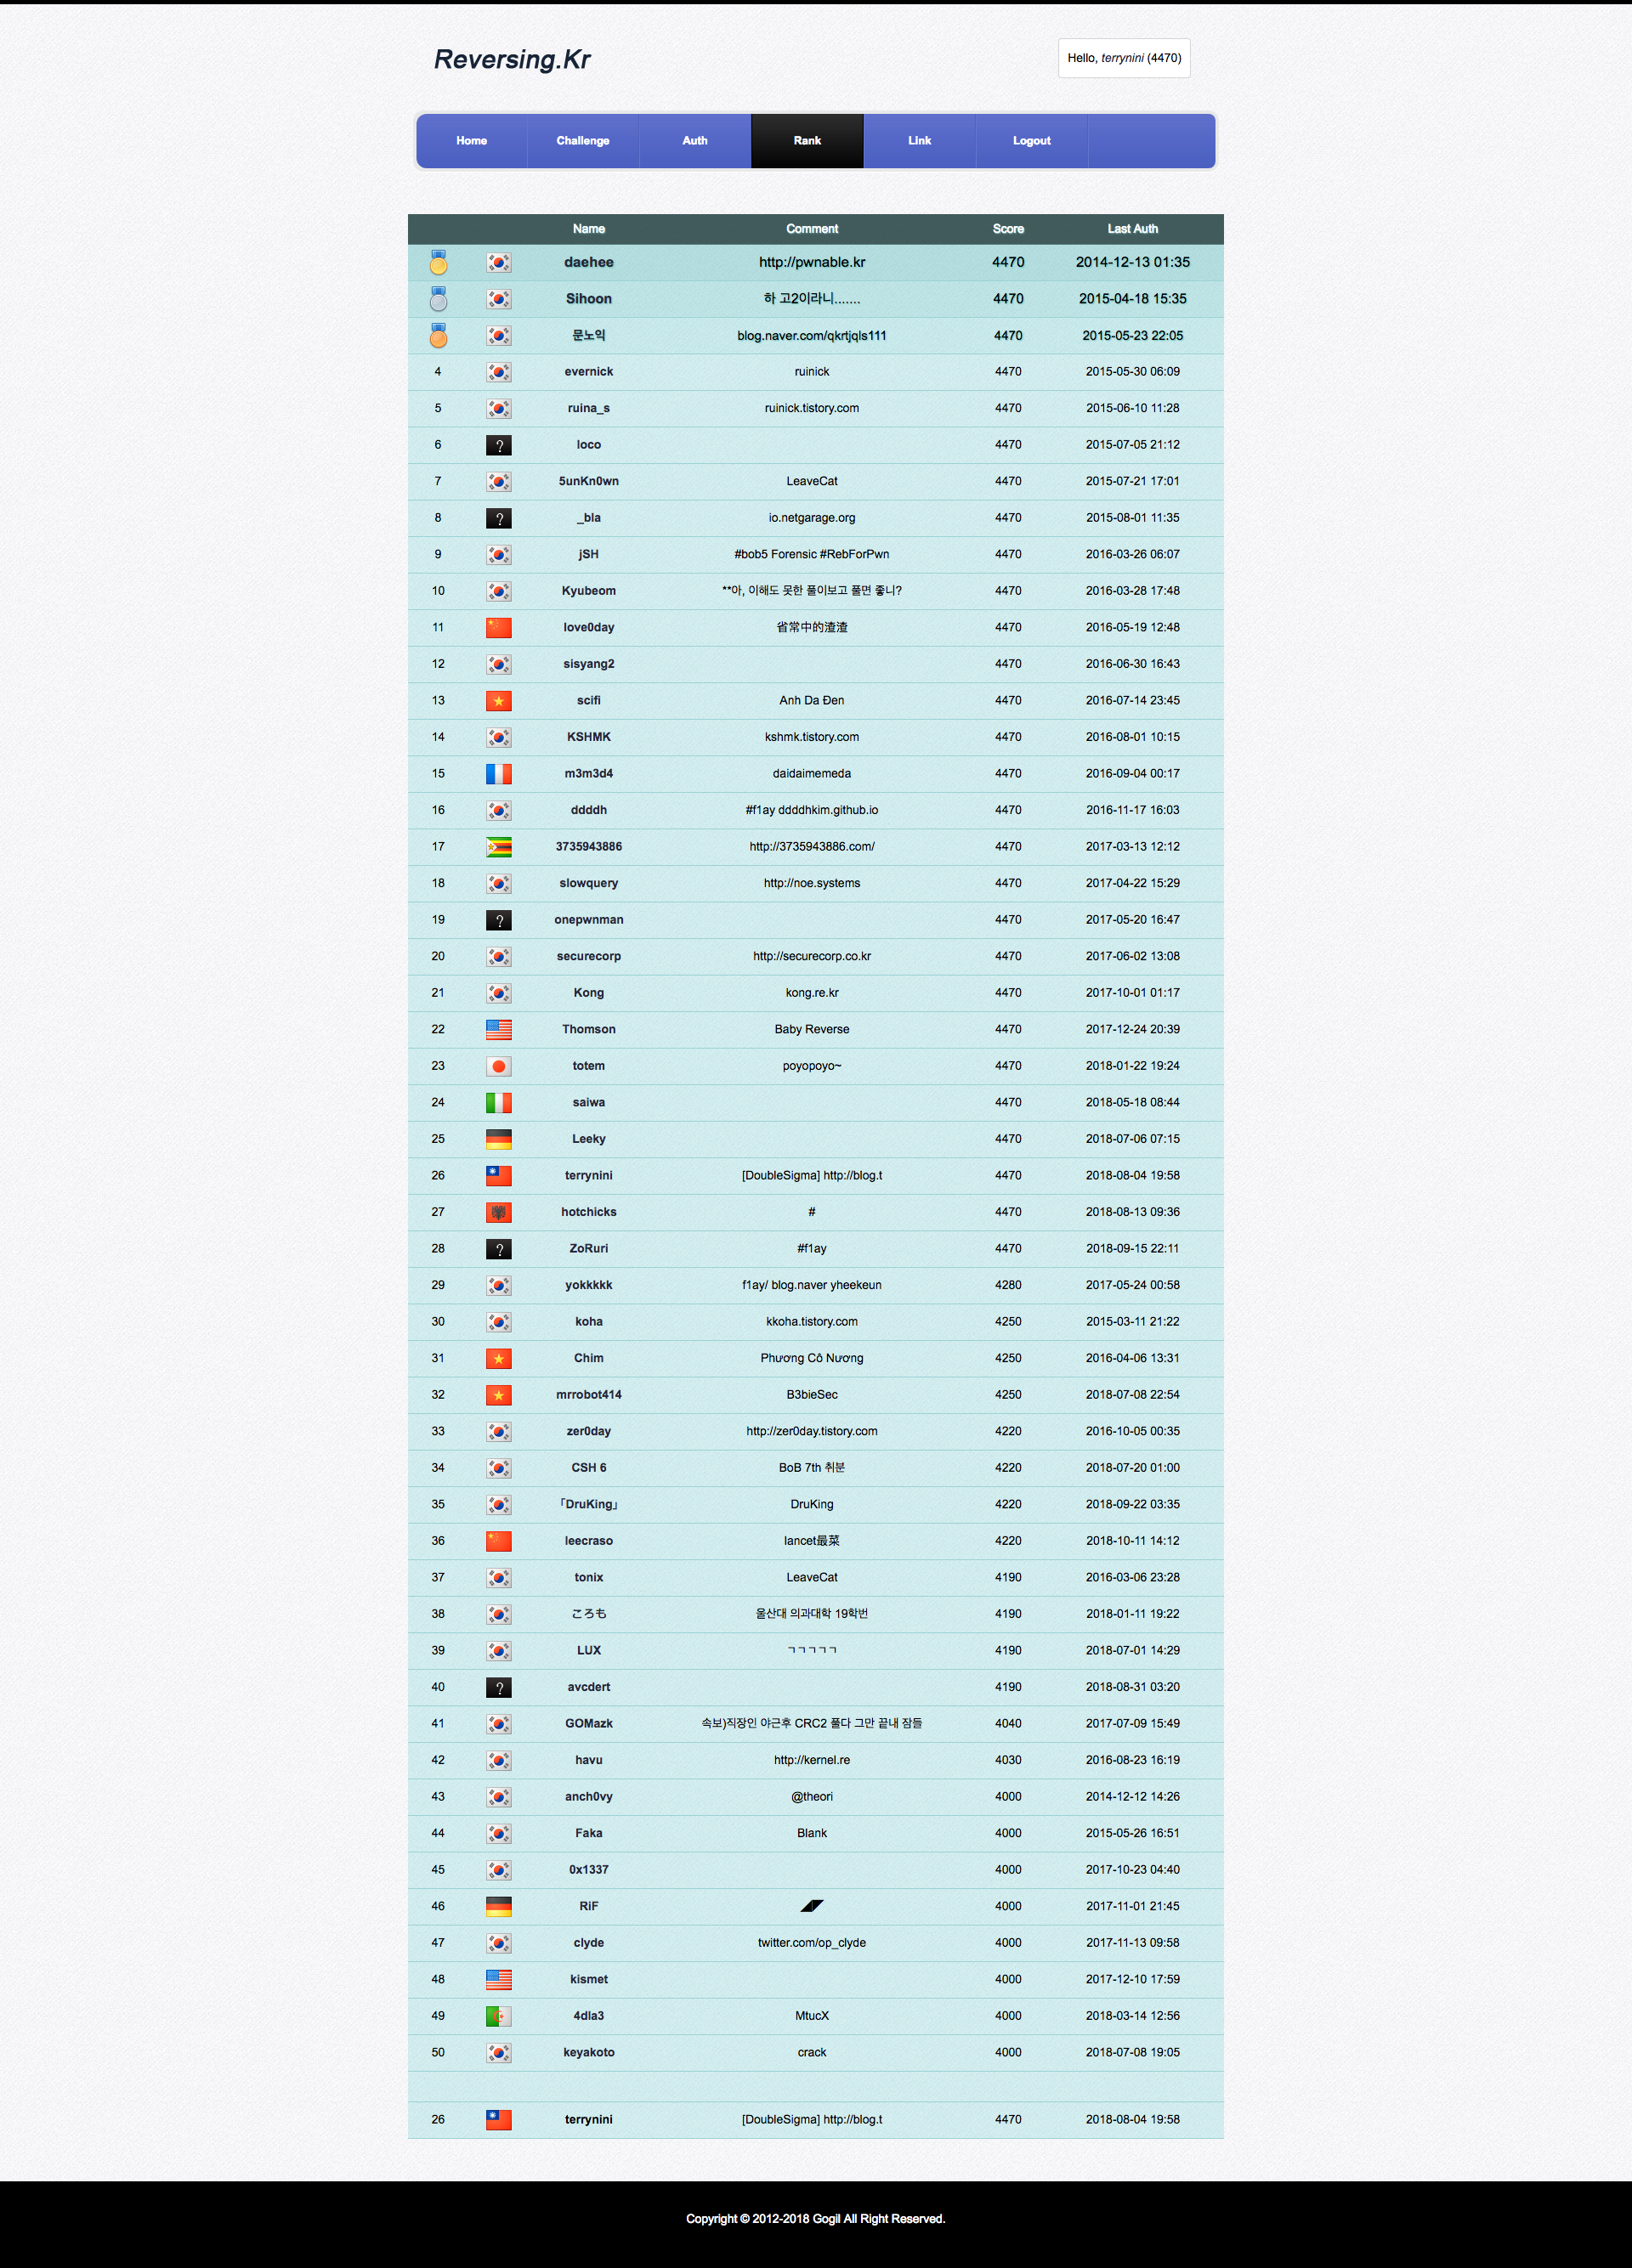 Reversing.Kr
Hello, terrynini (4470)
Home Challenge Auth Rank Link Logout
Name Comment Score Last Auth
daehee http://pwnable.kr 4470 2014-12-13 01:35
Sihoon 하 고2이라니....... 4470 2015-04-18 15:35
문노익 blog.naver.com/qkrtjqls111 4470 2015-05-23 22:05
4 evernick ruinick 4470 2015-05-30 06:09
5 ruina_s ruinick.tistory.com 4470 2015-06-10 11:28
6 ? loco 4470 2015-07-05 21:12
7 5unKn0wn LeaveCat 4470 2015-07-21 17:01
8 ? _bla io.netgarage.org 4470 2015-08-01 11:35
9 jSH #bob5 Forensic #RebForPwn 4470 2016-03-26 06:07
10 Kyubeom **아, 이해도 못한 풀이보고 풀면 좋니? 4470 2016-03-28 17:48
11 love0day 省常中的渣渣 4470 2016-05-19 12:48
12 sisyang2 4470 2016-06-30 16:43
13 scifi Anh Da Đen 4470 2016-07-14 23:45
14 KSHMK kshmk.tistory.com 4470 2016-08-01 10:15
15 m3m3d4 daidaimemeda 4470 2016-09-04 00:17
16 ddddh #f1ay ddddhkim.github.io 4470 2016-11-17 16:03
17 3735943886 http://3735943886.com/ 4470 2017-03-13 12:12
18 slowquery http://noe.systems 4470 2017-04-22 15:29
19 ? onepwnman 4470 2017-05-20 16:47
20 securecorp http://securecorp.co.kr 4470 2017-06-02 13:08
21 Kong kong.re.kr 4470 2017-10-01 01:17
22 Thomson Baby Reverse 4470 2017-12-24 20:39
23 totem poyopoyo~ 4470 2018-01-22 19:24
24 saiwa 4470 2018-05-18 08:44
25 Leeky 4470 2018-07-06 07:15
26 terrynini [DoubleSigma] http://blog.t 4470 2018-08-04 19:58
27 hotchicks # 4470 2018-08-13 09:36
28 ? ZoRuri #f1ay 4470 2018-09-15 22:11
29 yokkkkk f1ay/ blog.naver yheekeun 4280 2017-05-24 00:58
30 koha kkoha.tistory.com 4250 2015-03-11 21:22
31 Chim Phương Cô Nương 4250 2016-04-06 13:31
32 mrrobot414 B3bieSec 4250 2018-07-08 22:54
33 zer0day http://zer0day.tistory.com 4220 2016-10-05 00:35
34 CSH 6 BoB 7th 취분 4220 2018-07-20 01:00
35 「DruKing」 DruKing 4220 2018-09-22 03:35
36 leecraso lancet最菜 4220 2018-10-11 14:12
37 tonix LeaveCat 4190 2016-03-06 23:28
38 ころも 울산대 의과대학 19학번 4190 2018-01-11 19:22
39 LUX ㄱㄱㄱㄱㄱ 4190 2018-07-01 14:29
40 ? avcdert 4190 2018-08-31 03:20
41 GOMazk 속보)직장인 야근후 CRC2 풀다 그만 끝내 잠들 4040 2017-07-09 15:49
42 havu http://kernel.re 4030 2016-08-23 16:19
43 anch0vy @theori 4000 2014-12-12 14:26
44 Faka Blank 4000 2015-05-26 16:51
45 0x1337 4000 2017-10-23 04:40
46 RiF ◢◤ 4000 2017-11-01 21:45
47 clyde twitter.com/op_clyde 4000 2017-11-13 09:58
48 kismet 4000 2017-12-10 17:59
49 4dla3 MtucX 4000 2018-03-14 12:56
50 keyakoto crack 4000 2018-07-08 19:05
26 terrynini [DoubleSigma] http://blog.t 4470 2018-08-04 19:58
Copyright © 2012-2018 Gogil All Right Reserved.